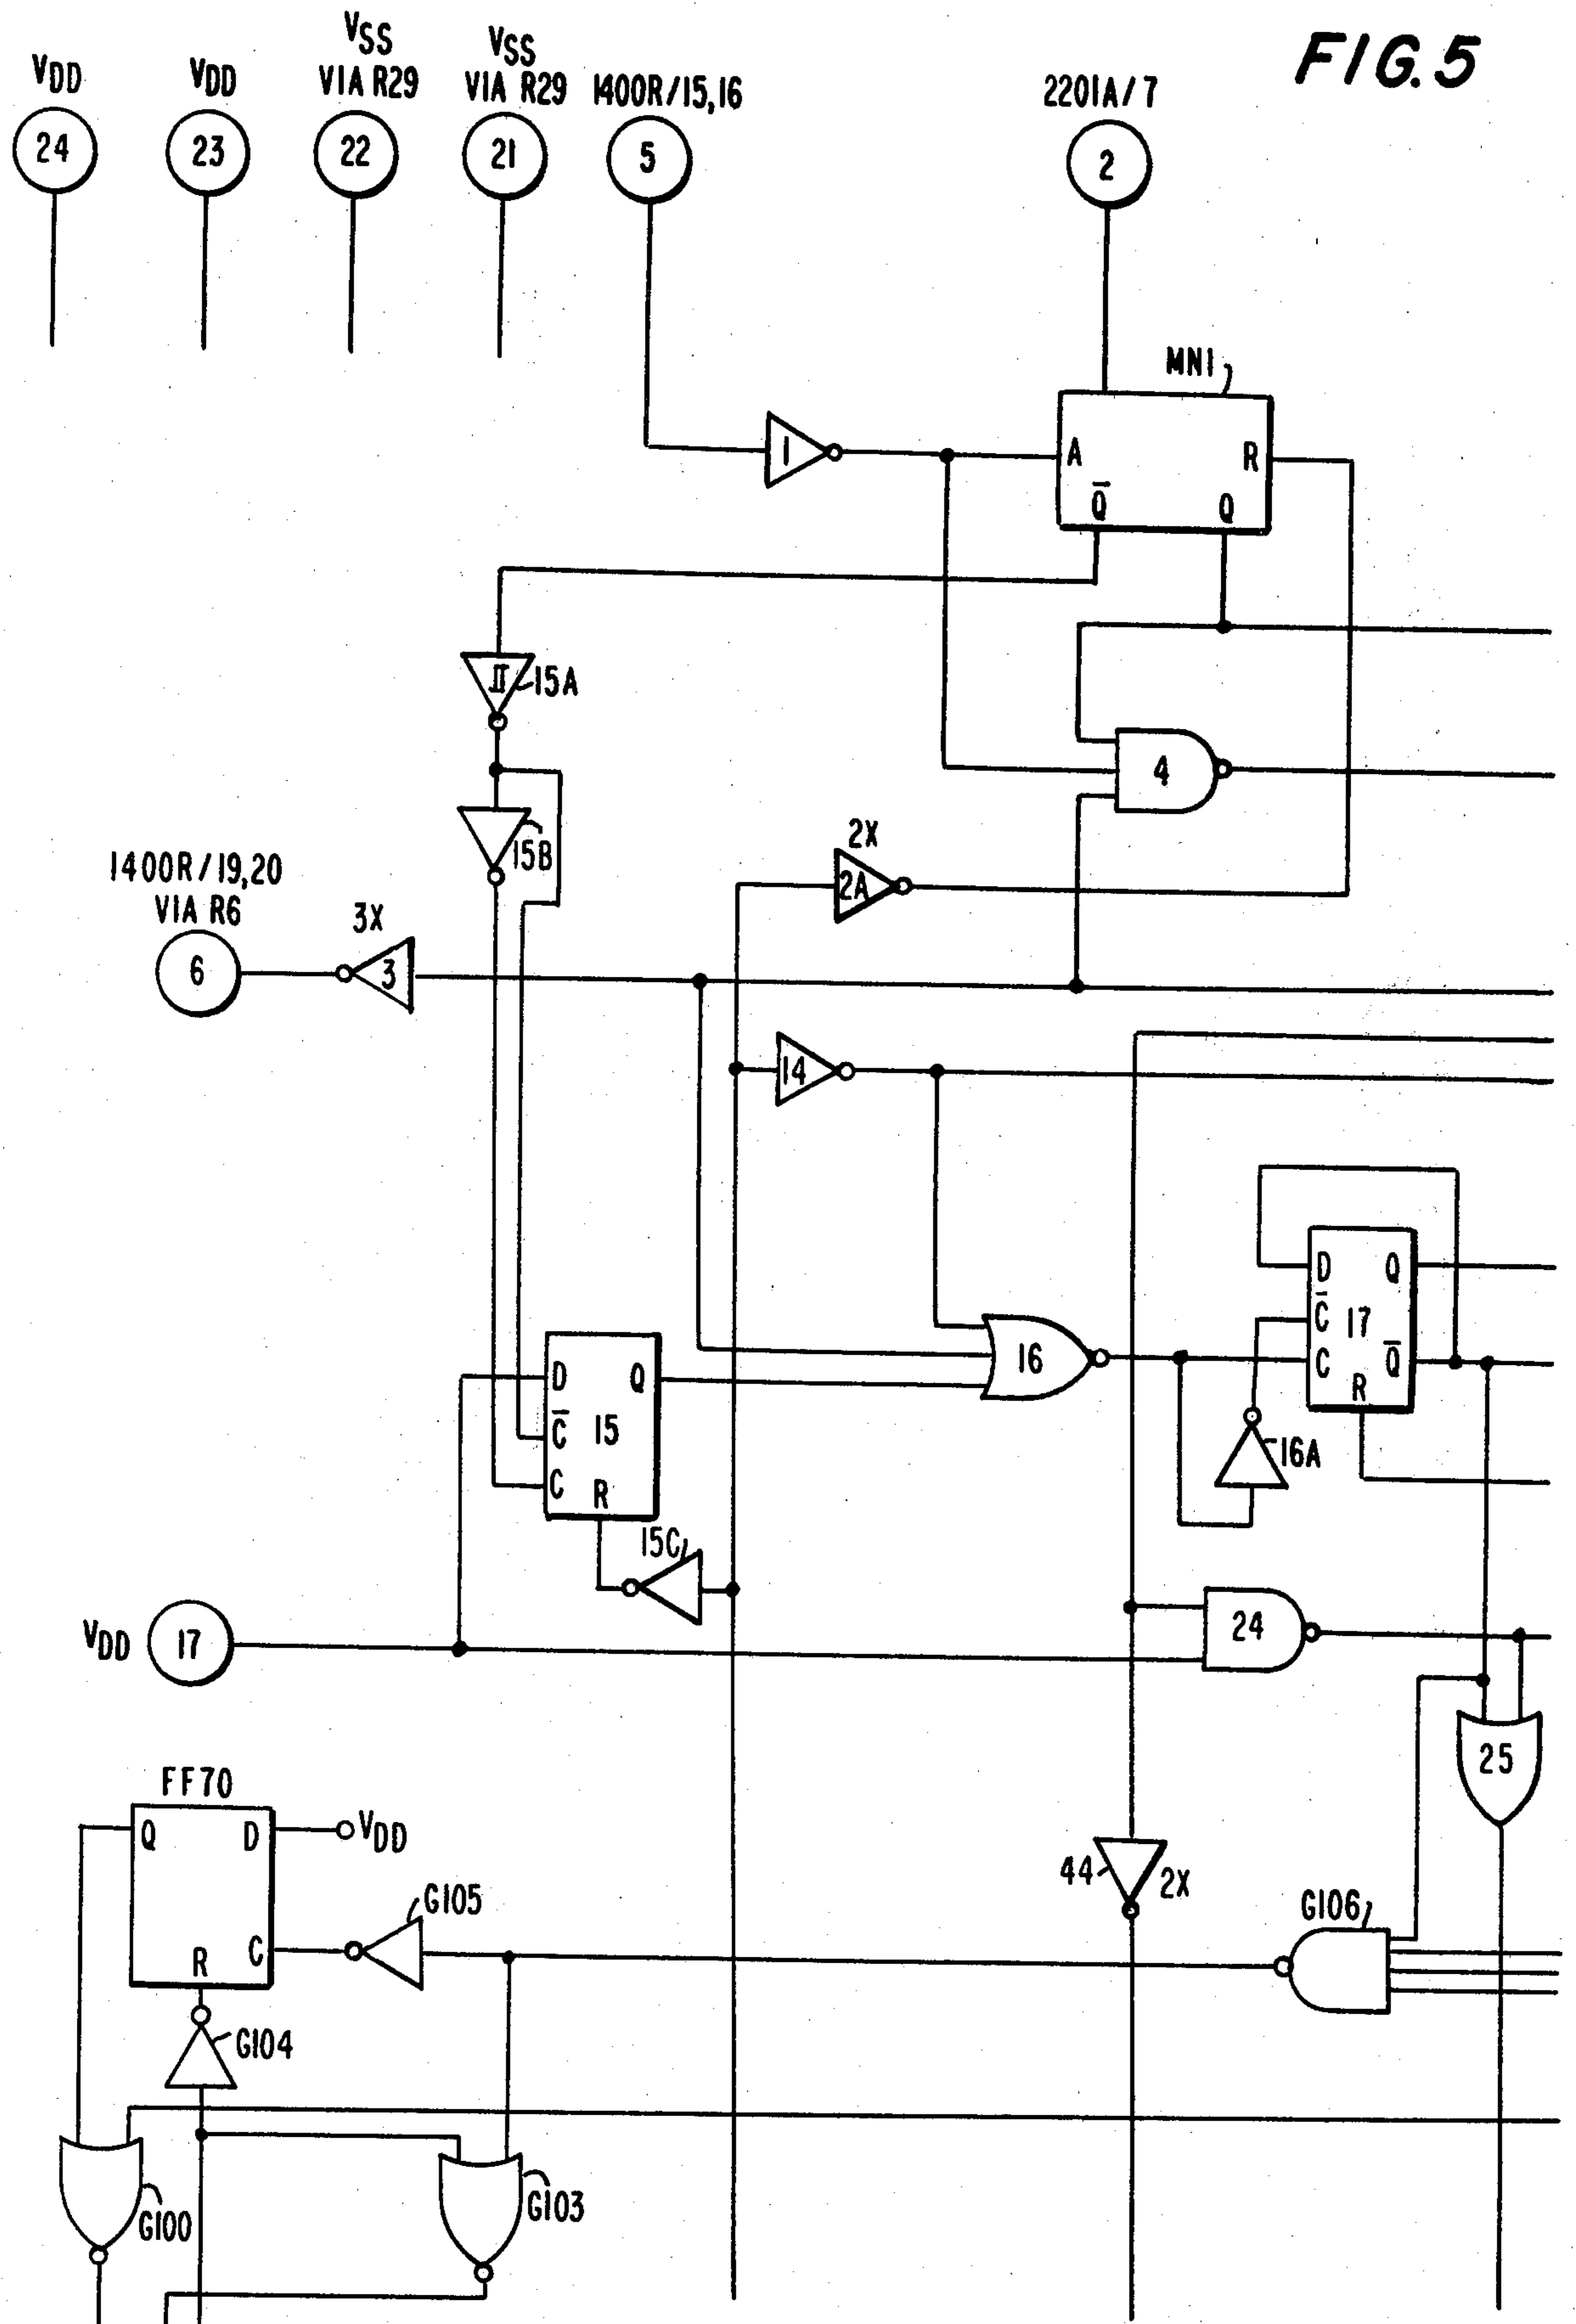 FIG. 5
VDD
24
VDD
23
VSS
VIA R29
22
VSS
VIA R29
21
1400R/15,16
5
2201A/7
2
MN1
1
A
R
Q̅
Q
15A
4
15B
2X
2A
1400R/19,20
VIA R6
6
3X
3
14
D
Q
C̅
17
C
Q̅
R
16
16A
D
Q
C̅
15
C
R
15C
VDD
17
24
25
FF70
Q
D
VDD
R
C
G105
44
2X
G106
G104
G100
G103